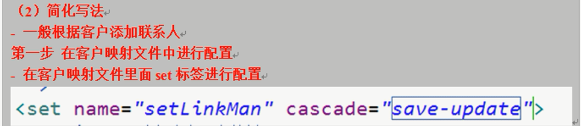 （2）简化写法
- 一般根据客户添加联系人
第一步 在客户映射文件中进行配置
- 在客户映射文件里面 set 标签进行配置
<set name="setLinkMan" cascade="save-update">